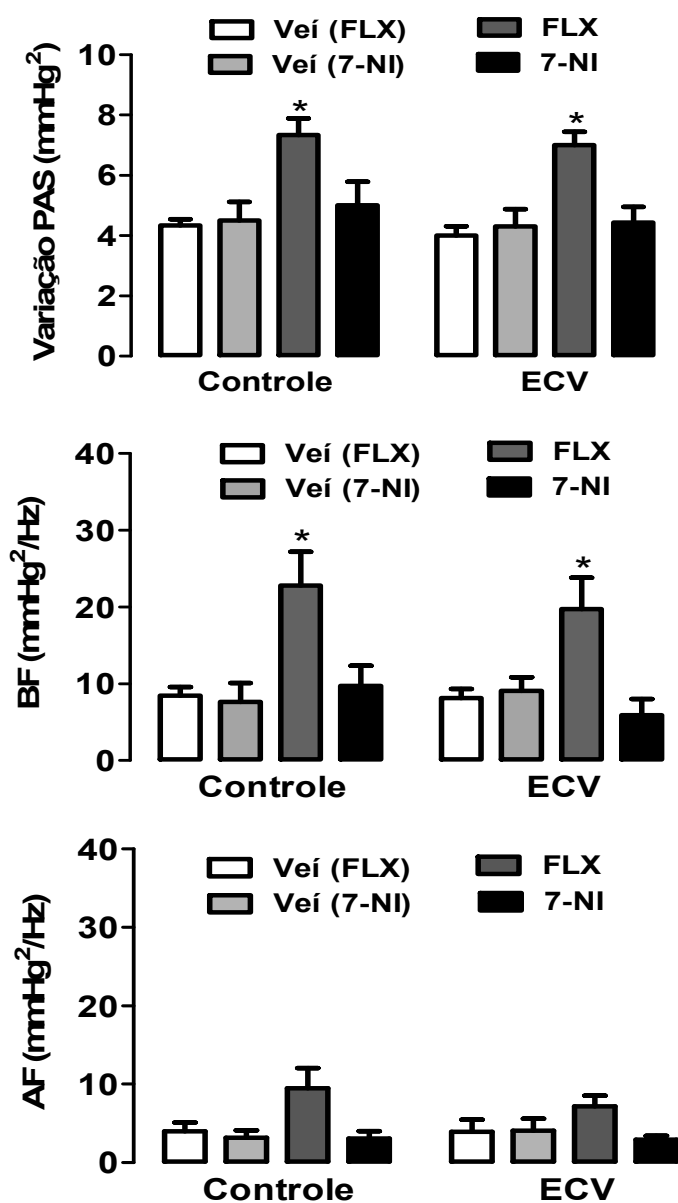 Veí (FLX) FLX
Veí (7-NI) 7-NI
Variação PAS (mmHg²)
10
8
6
4
2
0
* *
Controle ECV
Veí (FLX) FLX
Veí (7-NI) 7-NI
BF (mmHg²/Hz)
40
30
20
10
0
* *
Controle ECV
Veí (FLX) FLX
Veí (7-NI) 7-NI
AF (mmHg²/Hz)
40
30
20
10
0
Controle ECV